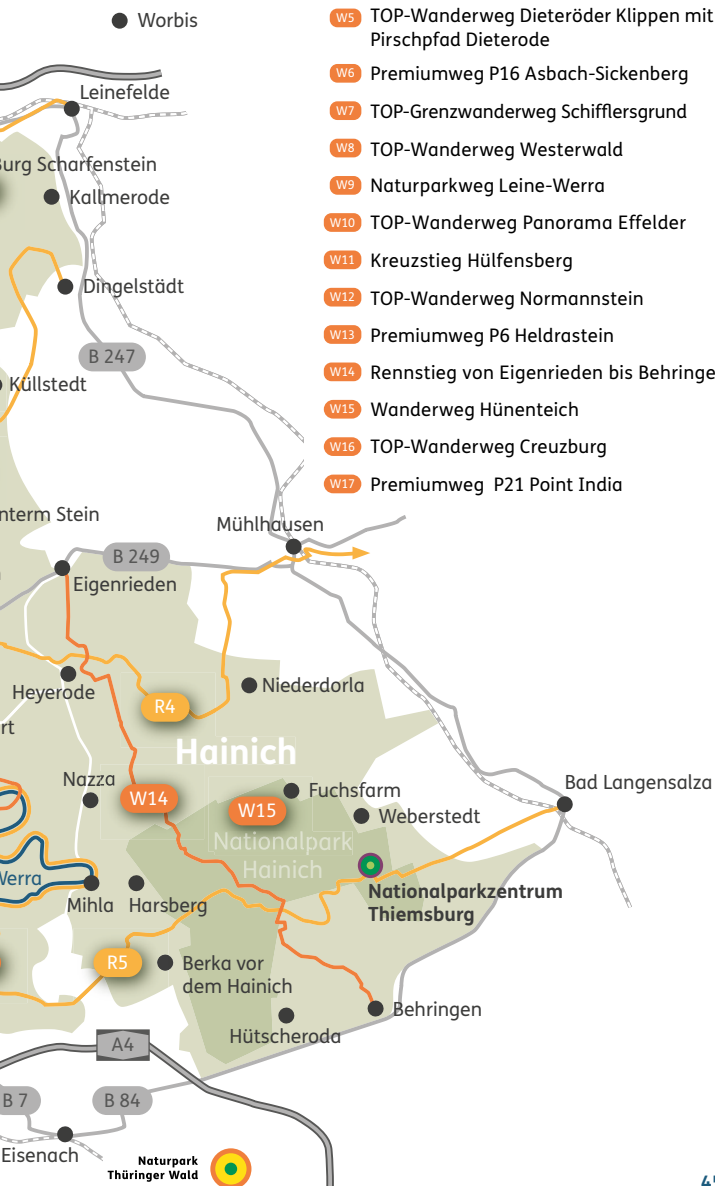 Worbis
W5 TOP-Wanderweg Dieteröder Klippen mit
Pirschpfad Dieterode
W6 Premiumweg P16 Asbach-Sickenberg
W7 TOP-Grenzwanderweg Schifflersgrund
W8 TOP-Wanderweg Westerwald
W9 Naturparkweg Leine-Werra
W10 TOP-Wanderweg Panorama Effelder
W11 Kreuzstieg Hülfensberg
W12 TOP-Wanderweg Normannstein
W13 Premiumweg P6 Heldrastein
W14 Rennstieg von Eigenrieden bis Behringe
W15 Wanderweg Hünenteich
W16 TOP-Wanderweg Creuzburg
W17 Premiumweg P21 Point India
Leinefelde
urg Scharfenstein
Kallmerode
Dingelstädt
B 247
Küllstedt
nterm Stein
Mühlhausen
B 249
Eigenrieden
Heyerode
Niederdorla
R4
rt
Hainich
Nazza
W14
W15
Fuchsfarm
Weberstedt
Bad Langensalza
Nationalpark
Hainich
Werra
Mihla
Harsberg
Nationalparkzentrum
Thiemsburg
R5
Berka vor
dem Hainich
Behringen
Hütscheroda
A4
B 7
B 84
Eisenach
Naturpark
Thüringer Wald